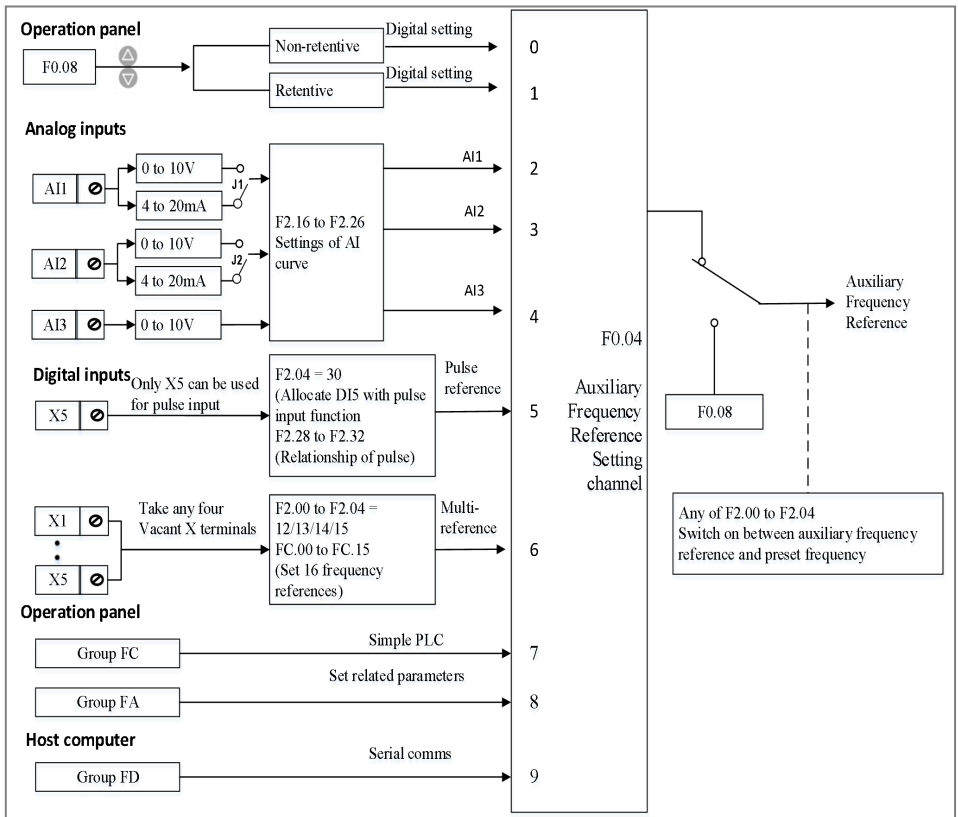 Operation panel
F0.08
Non-retentive
Digital setting
0
Retentive
Digital setting
1
Analog inputs
AI1
0 to 10V
4 to 20mA
J1
AI2
0 to 10V
4 to 20mA
J2
AI3
0 to 10V
F2.16 to F2.26
Settings of AI
curve
AI1
2
AI2
3
AI3
4
Digital inputs
X5
Only X5 can be used
for pulse input
F2.04 = 30
(Allocate DI5 with pulse
input function
F2.28 to F2.32
(Relationship of pulse)
Pulse
reference
5
X1
X5
Take any four
Vacant X terminals
F2.00 to F2.04 =
12/13/14/15
FC.00 to FC.15
(Set 16 frequency
references)
Multi-
reference
6
Operation panel
Group FC
Simple PLC
7
Group FA
Set related parameters
8
Host computer
Group FD
Serial comms
9
F0.04
Auxiliary
Frequency
Reference
Setting
channel
F0.08
Auxiliary
Frequency
Reference
Any of F2.00 to F2.04
Switch on between auxiliary frequency
reference and preset frequency